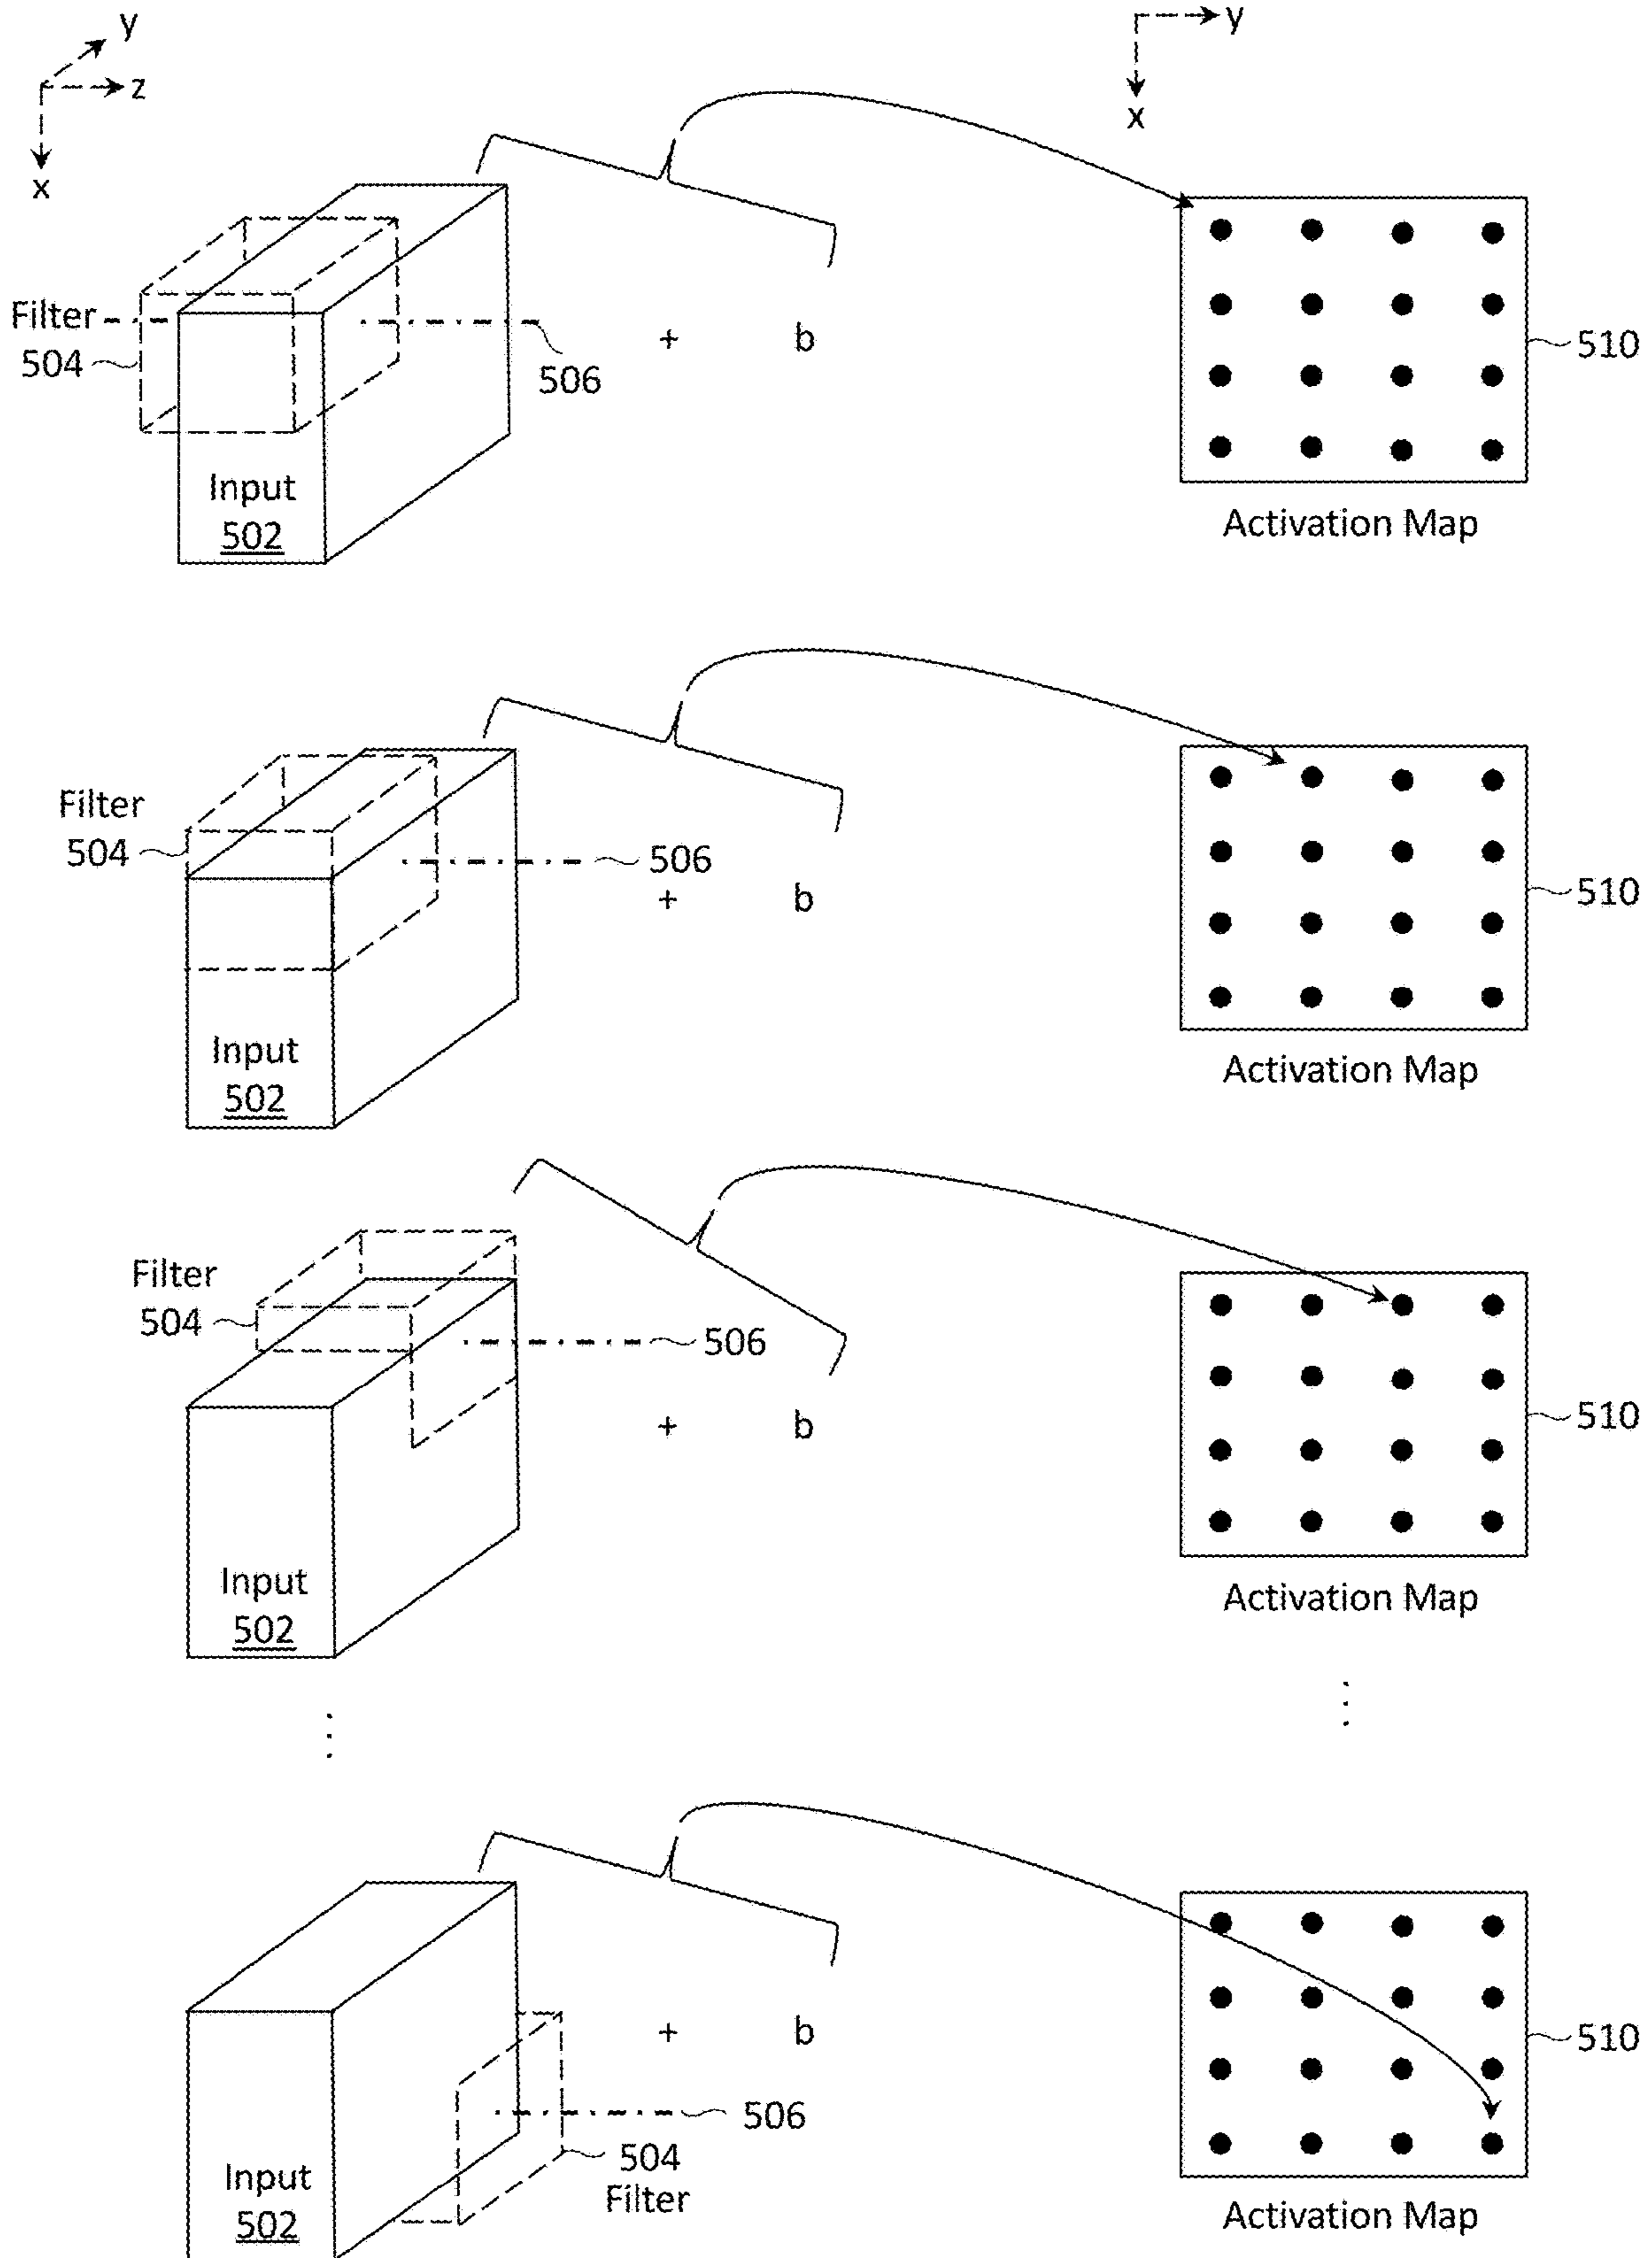 y
z
x
y
x
Filter
504
506
+ b
Input
502
510
Activation Map
Filter
504
506
+ b
Input
502
510
Activation Map
Filter
504
506
+ b
Input
502
510
Activation Map
+ b
506
504
Filter
Input
502
510
Activation Map